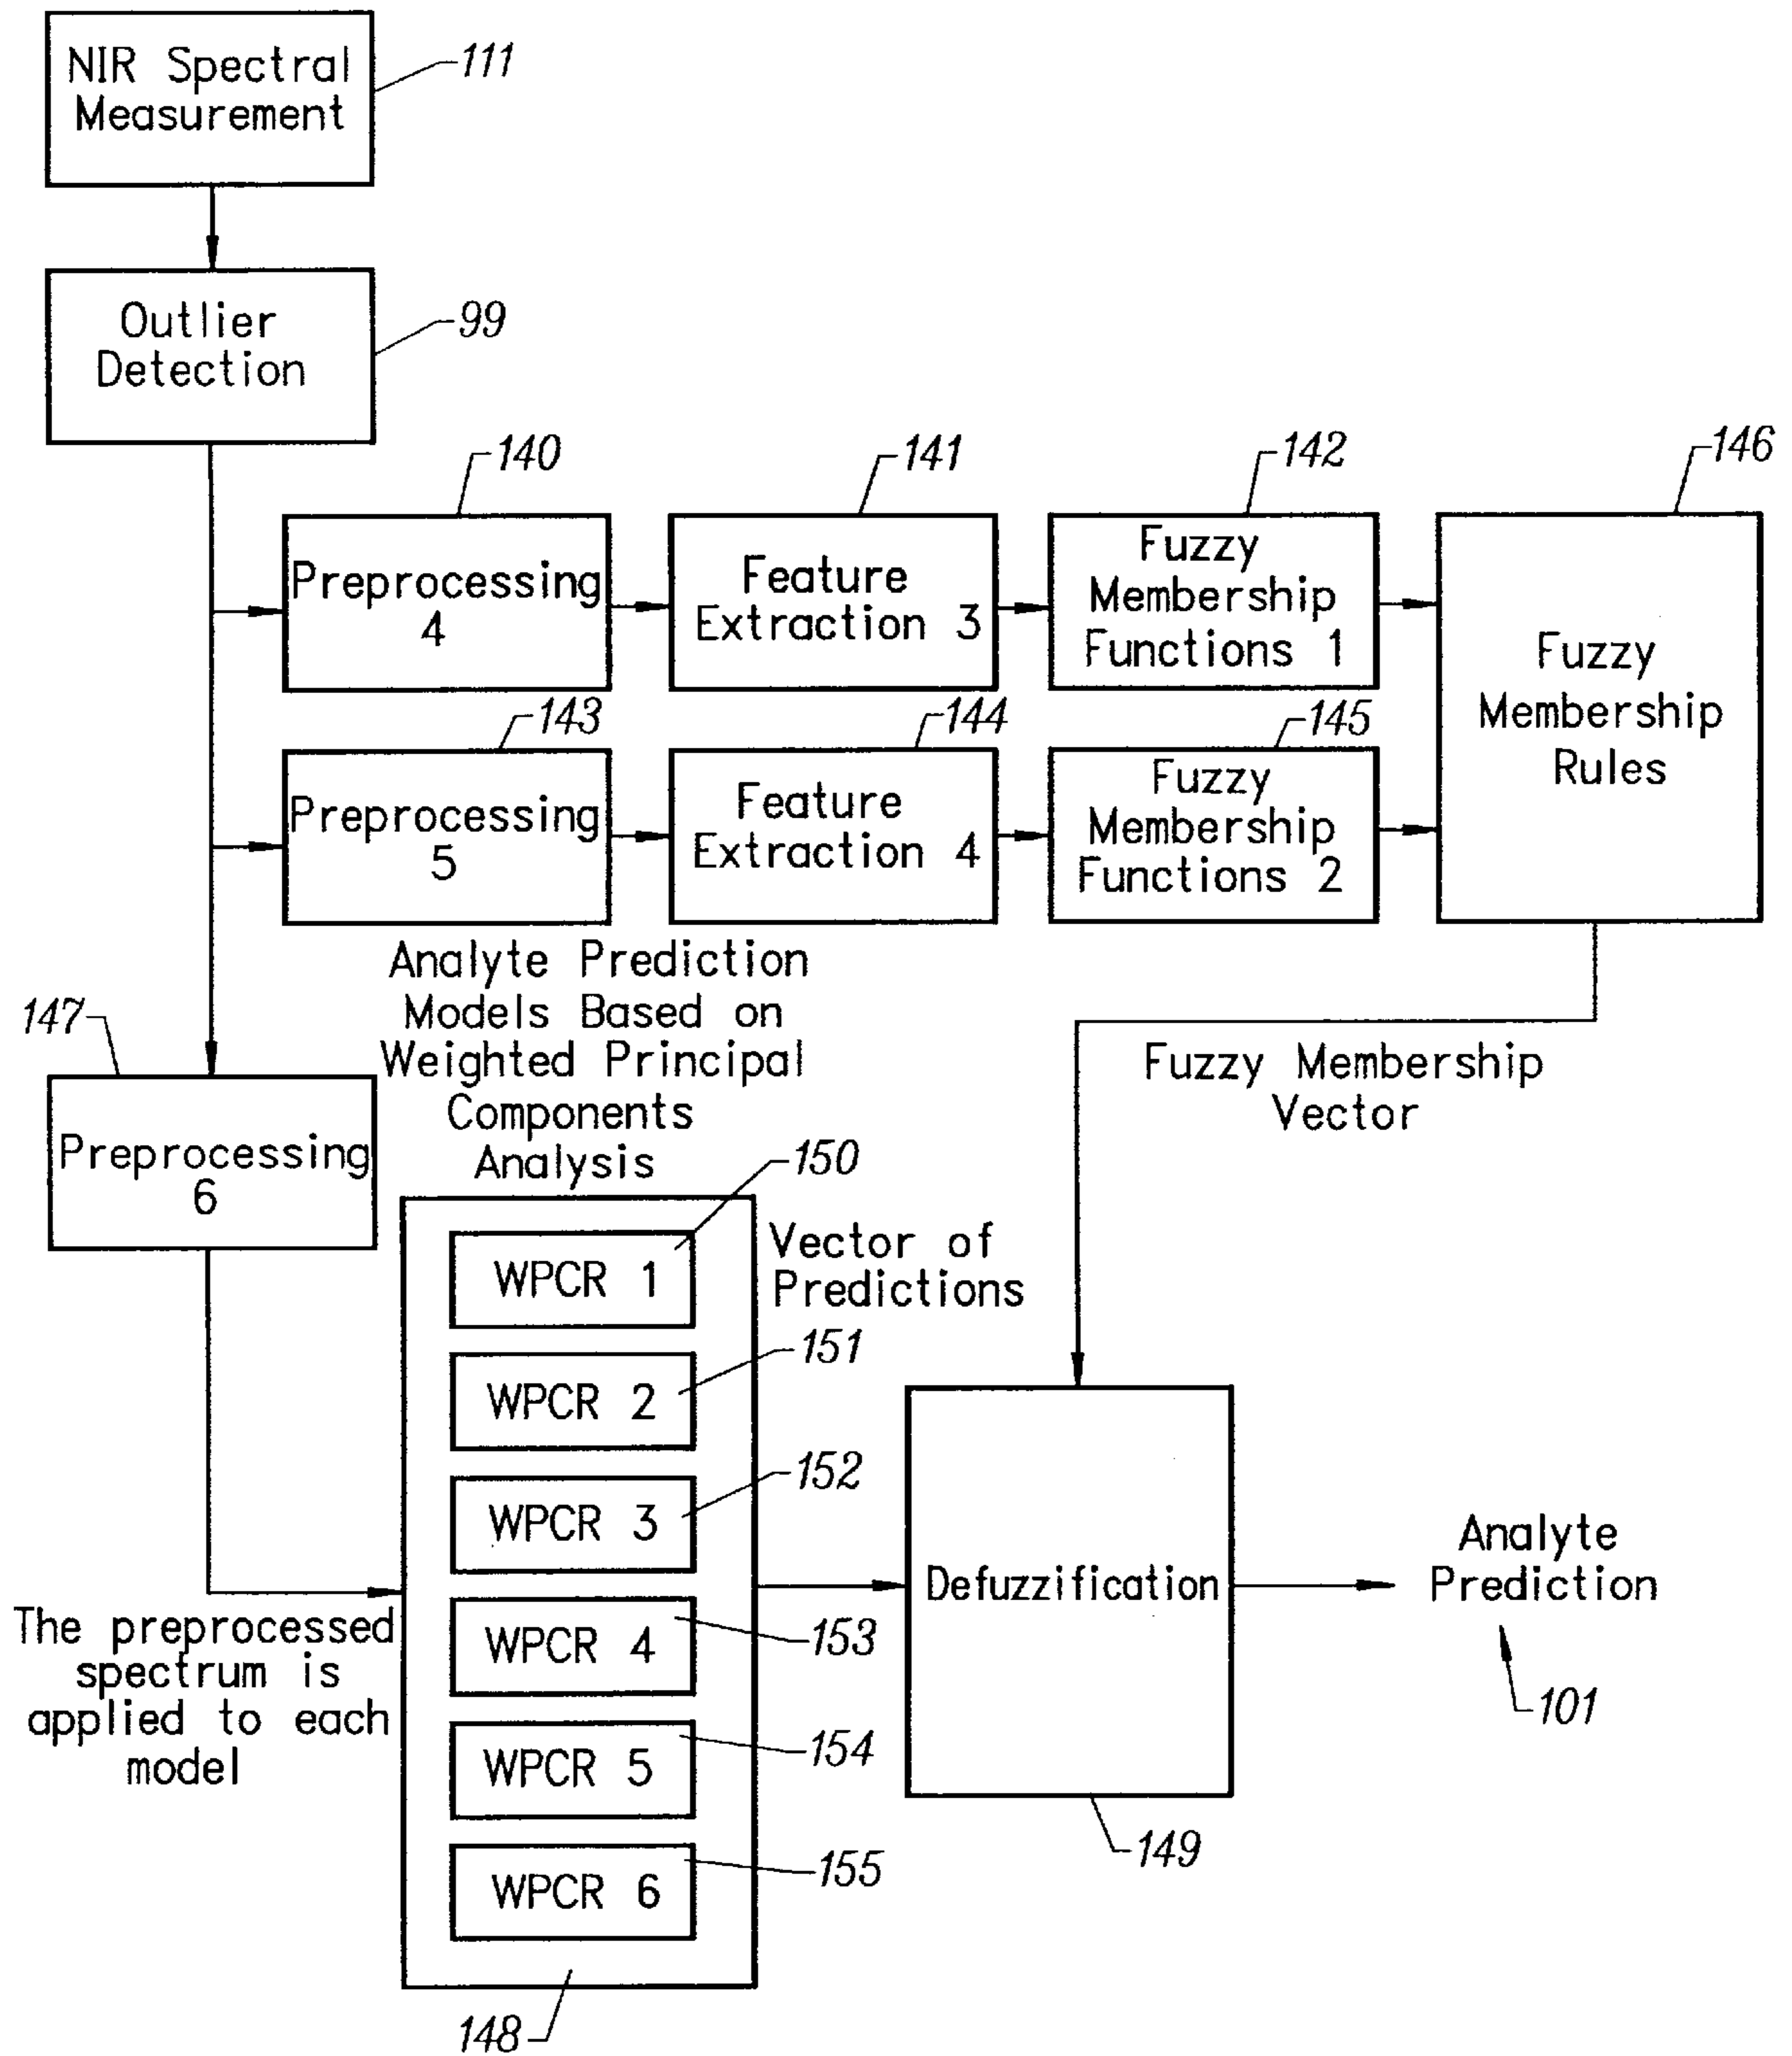 NIR Spectral
Measurement
111
Outlier
Detection
99
140
141
142
146
Preprocessing
4
Feature
Extraction 3
Fuzzy
Membership
Functions 1
Fuzzy
Membership
Rules
143
144
145
Preprocessing
5
Feature
Extraction 4
Fuzzy
Membership
Functions 2
Analyte Prediction
Models Based on
Weighted Principal
Components
Analysis
147
Preprocessing
6
Fuzzy Membership
Vector
150
WPCR 1
Vector of
Predictions
151
WPCR 2
152
WPCR 3
153
WPCR 4
154
WPCR 5
155
WPCR 6
148
The preprocessed
spectrum is
applied to each
model
Defuzzification
149
Analyte
Prediction
101